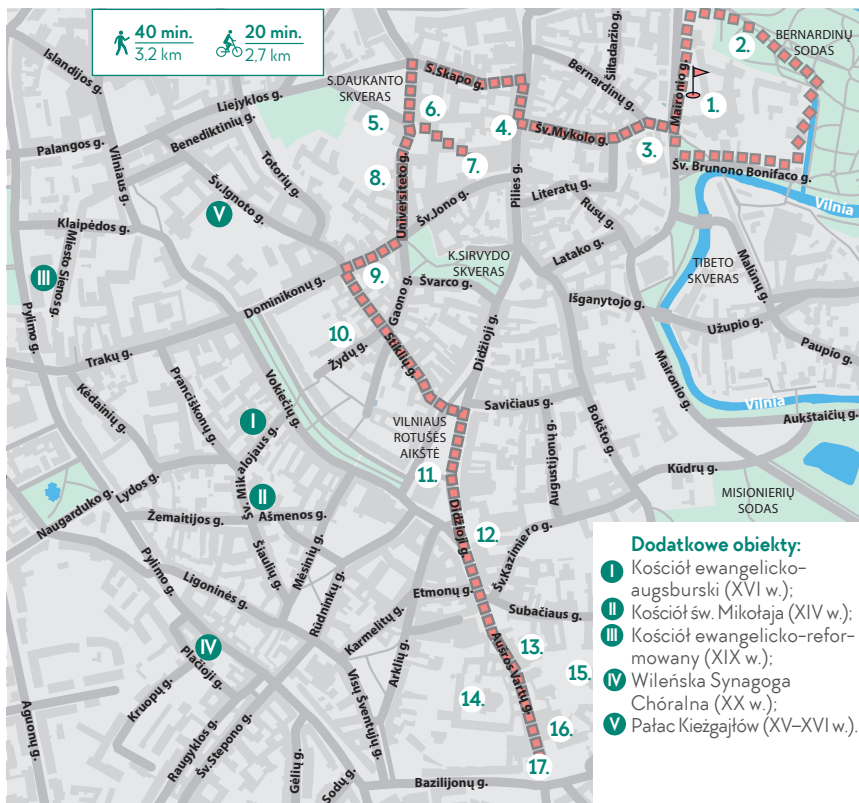 40 min.
3,2 km
20 min.
2,7 km
Islandijos g.
Palangos g.
Vilniaus g.
Liejyklos g.
Benediktinių g.
Totorių g.
Šv.Ignoto g.
Klaipėdos g.
Miesto Sienos g.
Pylimo g.
S.DAUKANTO
SKVERAS
S.Skapo g.
Šiltadaržio g.
Bernardinų g.
Maironio g.
BERNARDINŲ
SODAS
1.
2.
3.
4.
5.
6.
7.
8.
Šv.Mykolo g.
Šv. Brunono Bonifaco g.
Vilnia
Universiteto g.
Šv.Jono g.
Pilies g.
Literatų g.
Rusų g.
Latako g.
K.SIRVYDO
SKVERAS
TIBETO
SKVERAS
Malūnų g.
Išganytojo g.
Užupio g.
Paupio g.
V
III
Dominikonų g.
9.
Gaono g.
Švarco g.
10.
Žydų g.
Stiklių g.
Didžioji g.
Trakų g.
Kėdainių g.
Pranciškonų g.
Vokiečių g.
Savičiaus g.
Bokšto g.
Maironio g.
Vilnia
Aukštaičių g.
I
VILNIAUS
ROTUŠĖS
AIKŠTĖ
11.
Augustijonų g.
Kūdrų g.
MISIONIERIŲ
SODAS
Naugarduko g.
Lydos g.
Šv. Mikalojaus g.
II
Žemaitijos g.
Ašmenos g.
Didžioji g.
12.
Šv.Kazimiero g.
Pylimo g.
Šiaulių g.
Mėsinių g.
Ligoninės g.
Rūdninkų g.
Etmonų g.
Subačiaus g.
Karmelitų g.
Arklių g.
Aušros Vartų g.
13.
14.
15.
16.
17.
IV
Plačioji g.
Kruopų g.
Visų Šventųjų g.
Aguonų g.
Raugyklos g.
Šv.Stepono g.
Gėlių g.
Sodų g.
Bazilijonų g.
Dodatkowe obiekty:
I Kościół ewangelicko–
augsburski (XVI w.);
II Kościół św. Mikołaja (XIV w.);
III Kościół ewangelicko–refor-
mowany (XIX w.);
IV Wileńska Synagoga
Chóralna (XX w.);
V Pałac Kieżgajłów (XV–XVI w.).